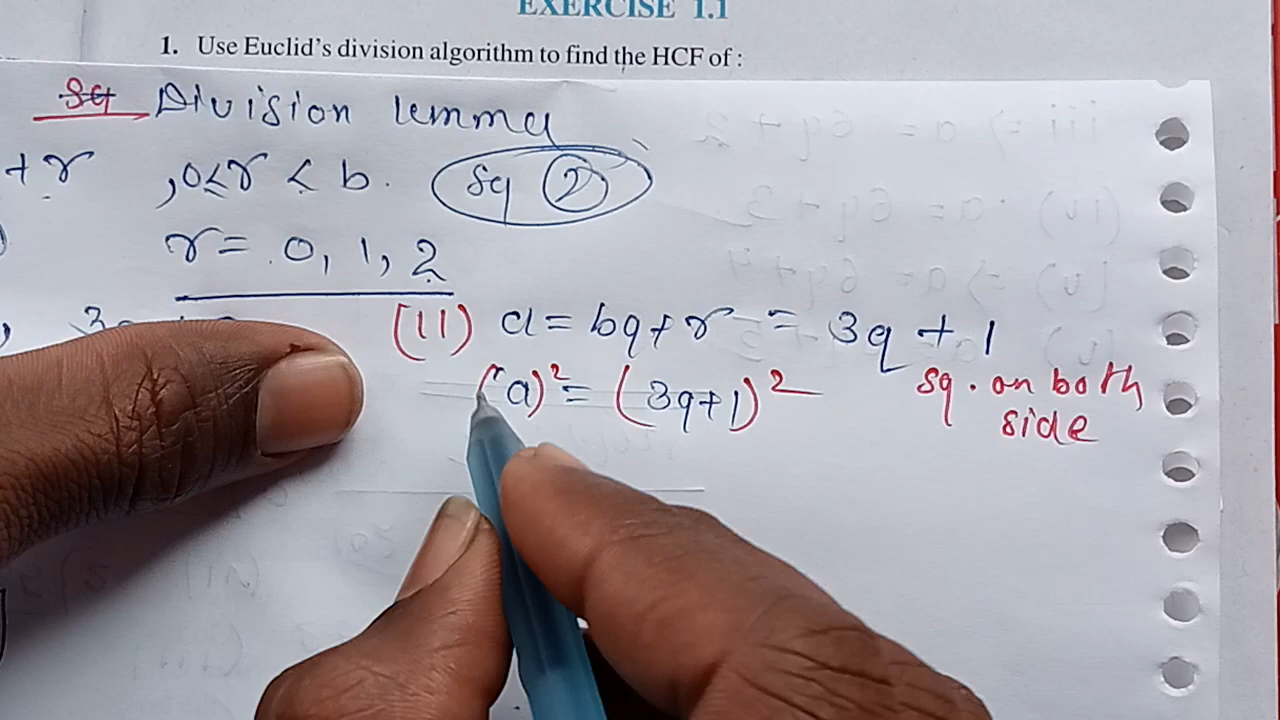 EXERCISE 1.1
1. Use Euclid's division algorithm to find the HCF of :
Division lemma
+ r , 0≤r < b. sq 2
r = 0, 1, 2
(II) a = bq + r = 3q + 1
(a)² = (3q+1)² sq. on both
side